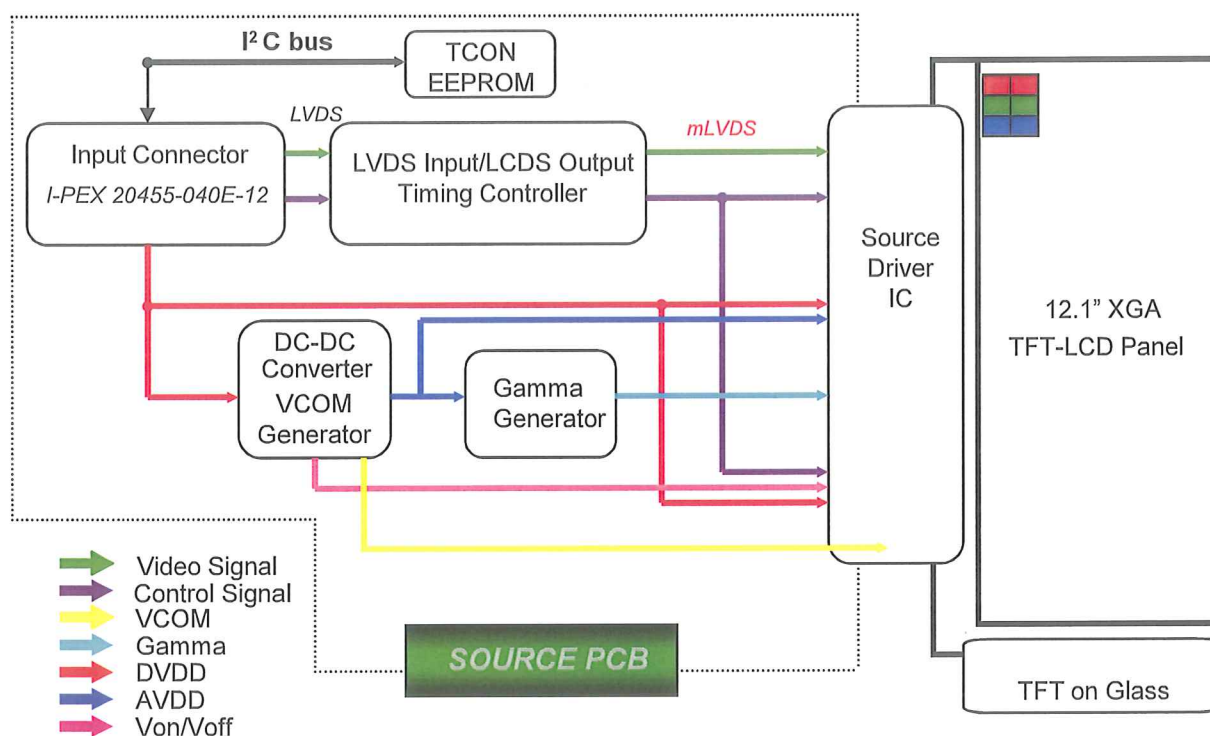 I² C bus
TCON
EEPROM
LVDS
mLVDS
Input Connector
I-PEX 20455-040E-12
LVDS Input/LCDS Output
Timing Controller
Source
Driver
IC
12.1” XGA
TFT-LCD Panel
DC-DC
Converter
VCOM
Generator
Gamma
Generator
Video Signal
Control Signal
VCOM
Gamma
DVDD
AVDD
Von/Voff
SOURCE PCB
TFT on Glass